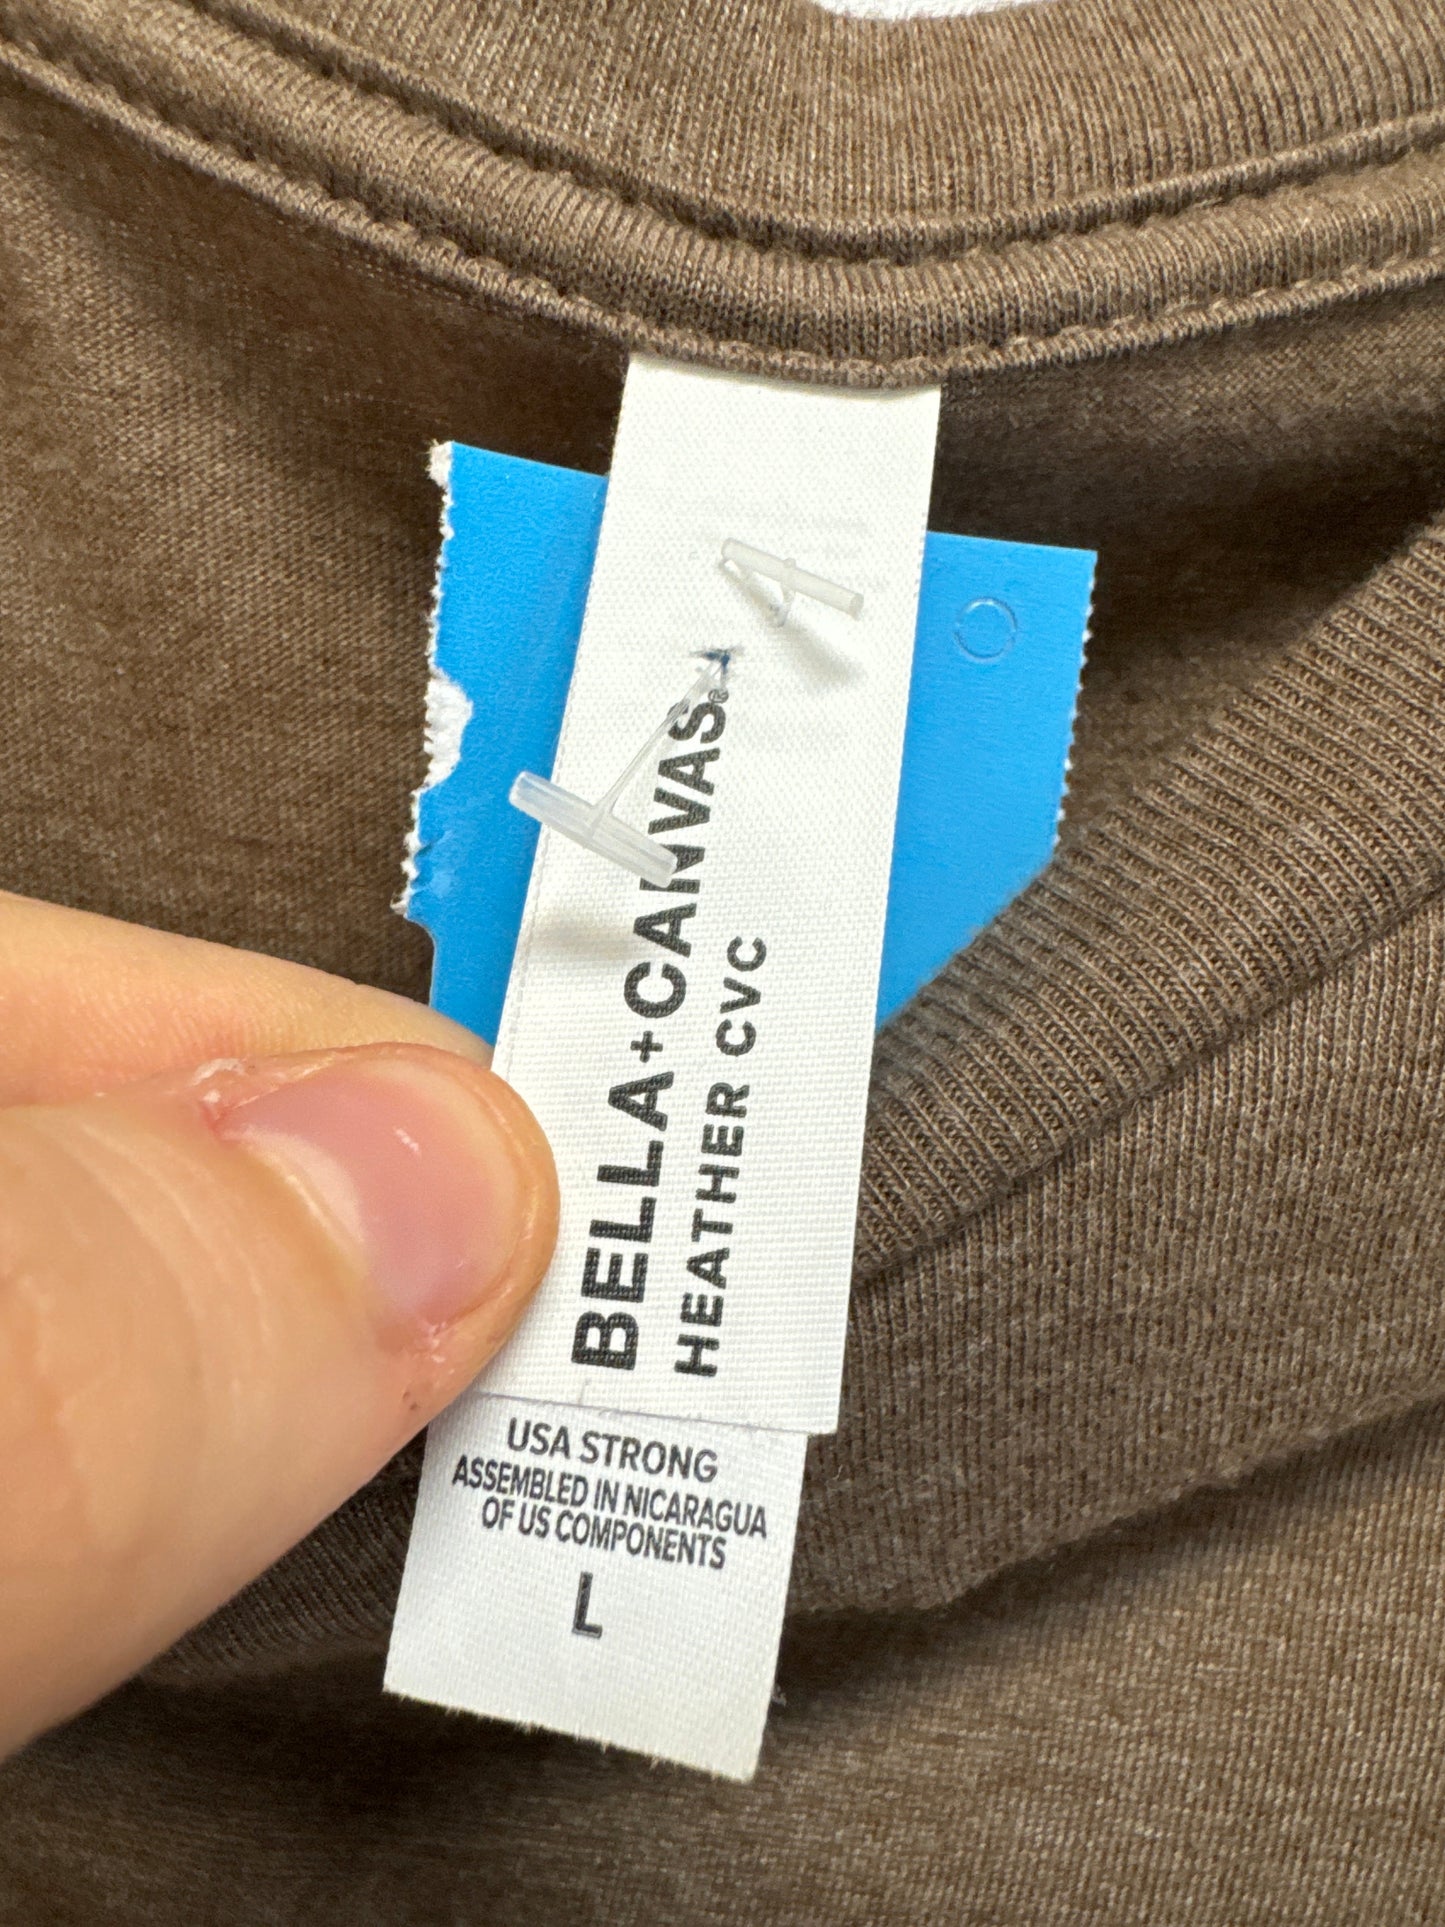 BELLA+CANVAS®
HEATHER CVC
USA STRONG
ASSEMBLED IN NICARAGUA
OF US COMPONENTS
L